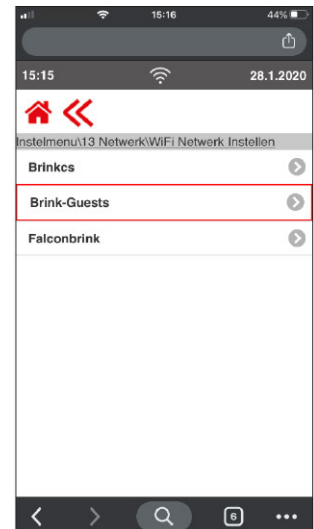 15:16
44%
15:15
28.1.2020
Instelmenu\13 Netwerk\WiFi Netwerk Instellen
Brinkcs
Brink-Guests
Falconbrink
6